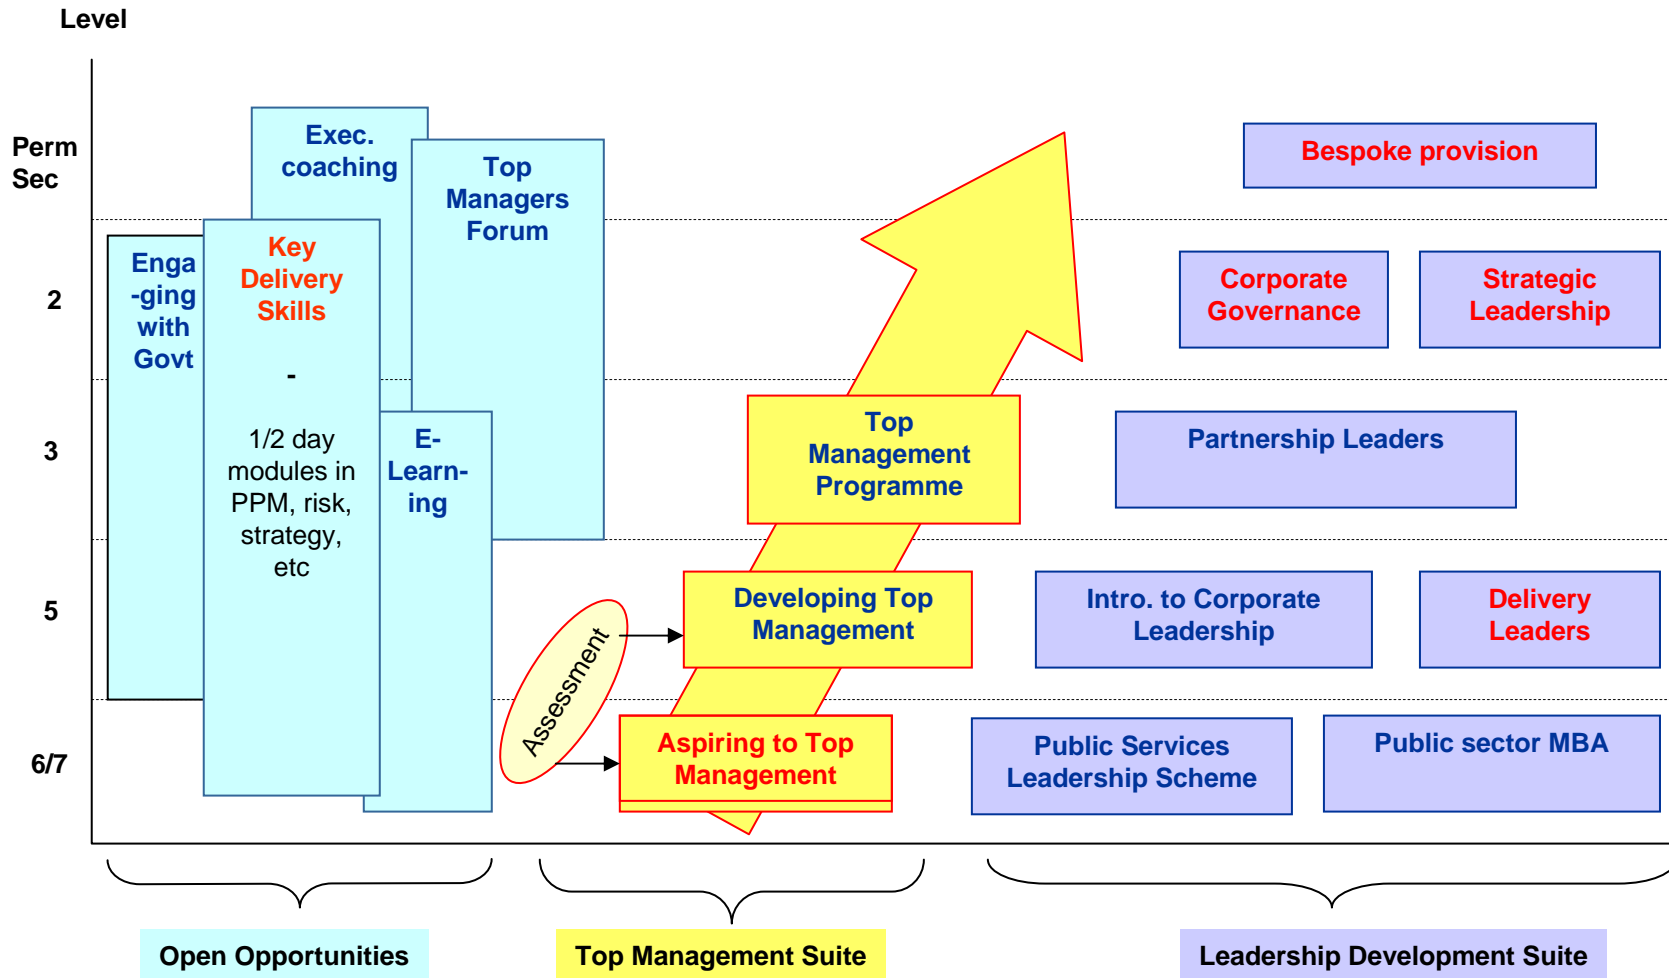 Level
Perm
Sec
2
3
5
6/7
Exec.
coaching
Top
Managers
Forum
Enga
-ging
with
Govt
Key
Delivery
Skills
-
1/2 day
modules in
PPM, risk,
strategy,
etc
E-
Learn-
ing
Assessment
Top
Management
Programme
Developing Top
Management
Aspiring to Top
Management
Bespoke provision
Corporate
Governance
Strategic
Leadership
Partnership Leaders
Intro. to Corporate
Leadership
Delivery
Leaders
Public Services
Leadership Scheme
Public sector MBA
Open Opportunities
Top Management Suite
Leadership Development Suite